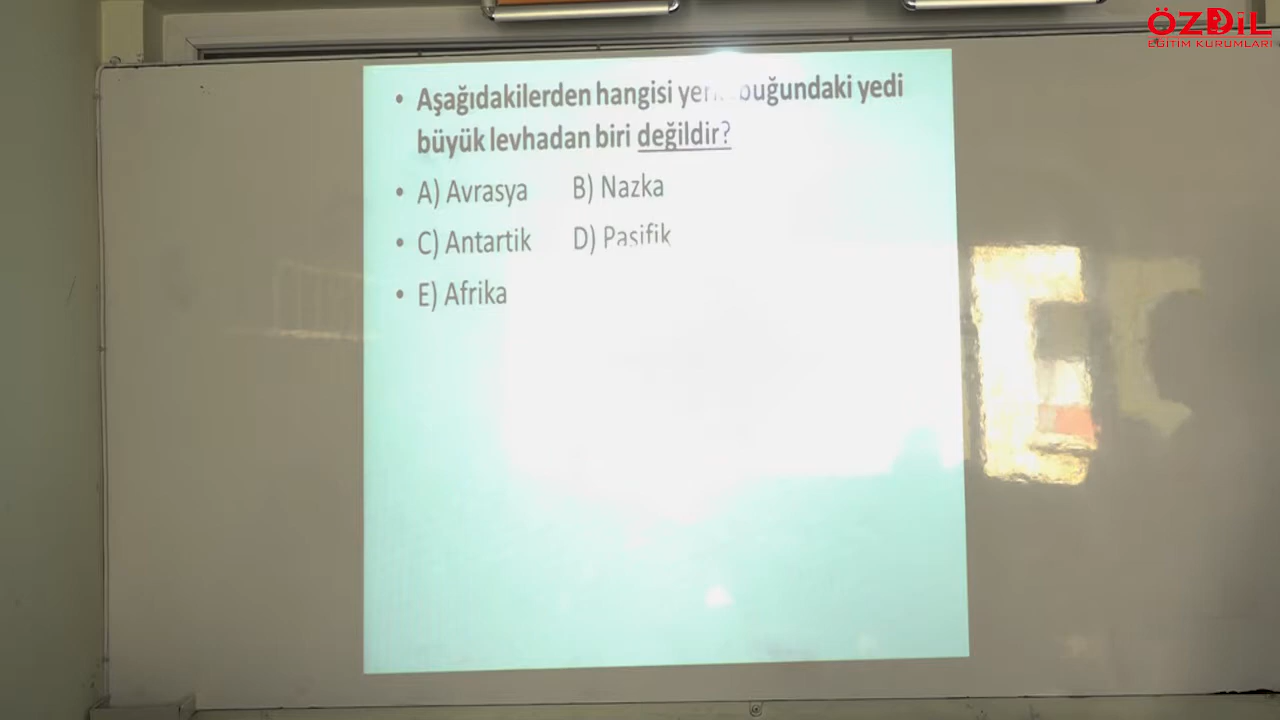 ÖZDİL
EĞİTİM KURUMLARI
• Aşağıdakilerden hangisi yer buğundaki yedi
büyük levhadan biri değildir?
• A) Avrasya B) Nazka
• C) Antartik D) Pasifik
• E) Afrika